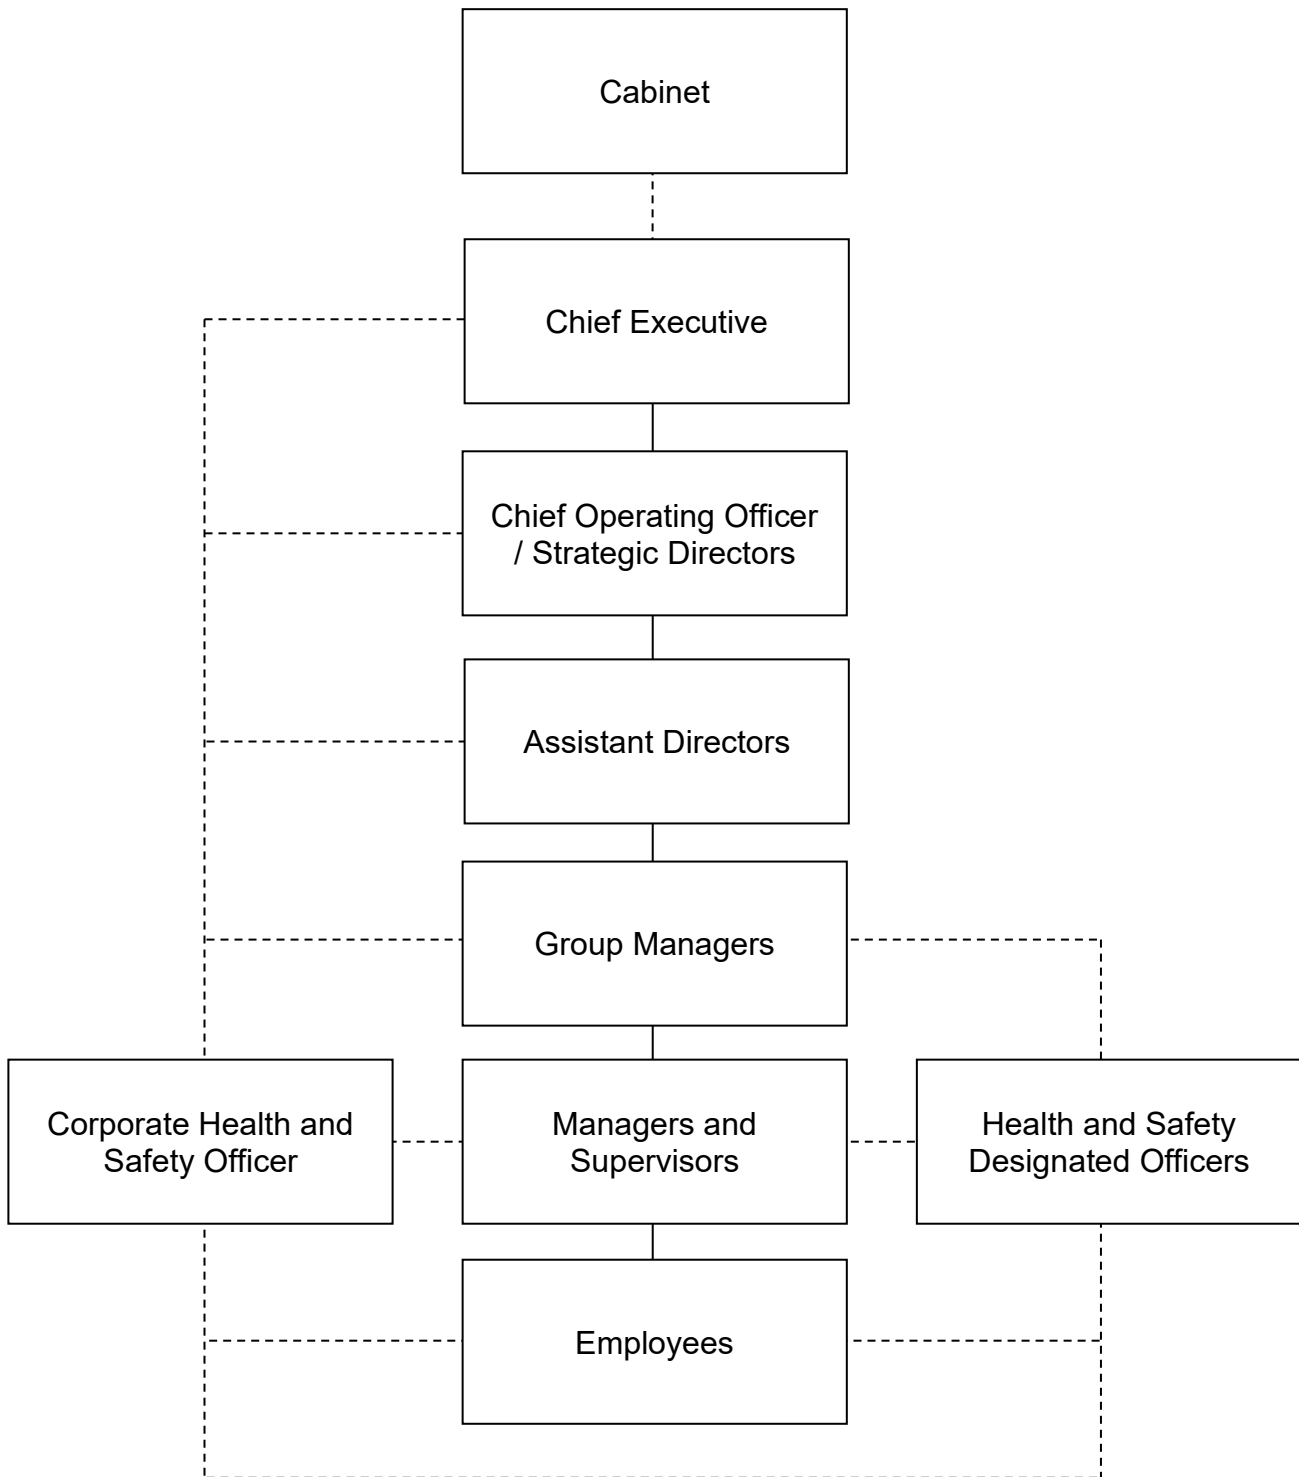 Cabinet
Chief Executive
Chief Operating Officer
/ Strategic Directors
Assistant Directors
Group Managers
Corporate Health and
Safety Officer
Managers and
Supervisors
Health and Safety
Designated Officers
Employees